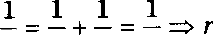 1 = 1 + 1 = 1 ⇒ r